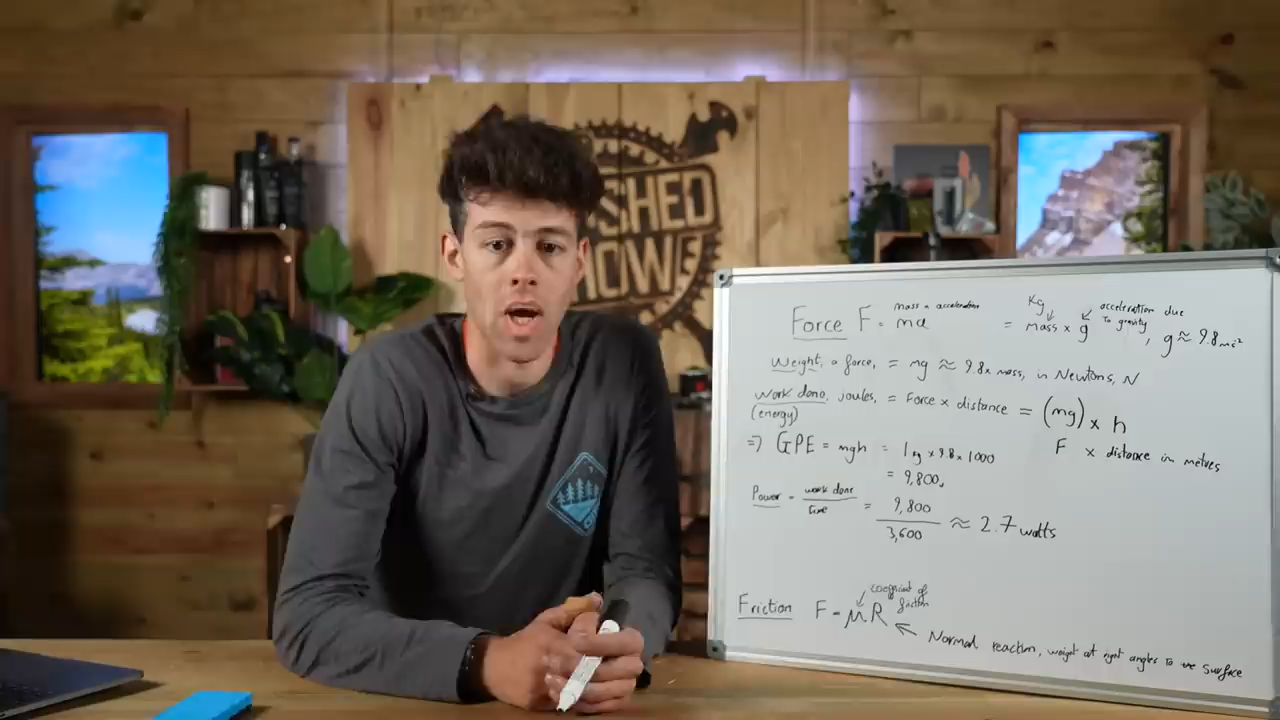 SHED
HOWE
Force F = ma
mass x acceleration
= mass x g, g ≈ 9.8ms⁻²
Kg
acceleration due
to gravity
Weight, a force, = mg ≈ 9.8 x mass, in Newtons, N
Work done, joules, = Force x distance = (mg) x h
(energy)
F x distance in metres
⇒ GPE = mgh = 1kg x 9.8 x 1000
= 9,800J
Power = work done / time = 9,800 / 3,600 ≈ 2.7 watts
coefficient of
friction
Friction F = μR
Normal reaction, weight at right angles to the surface